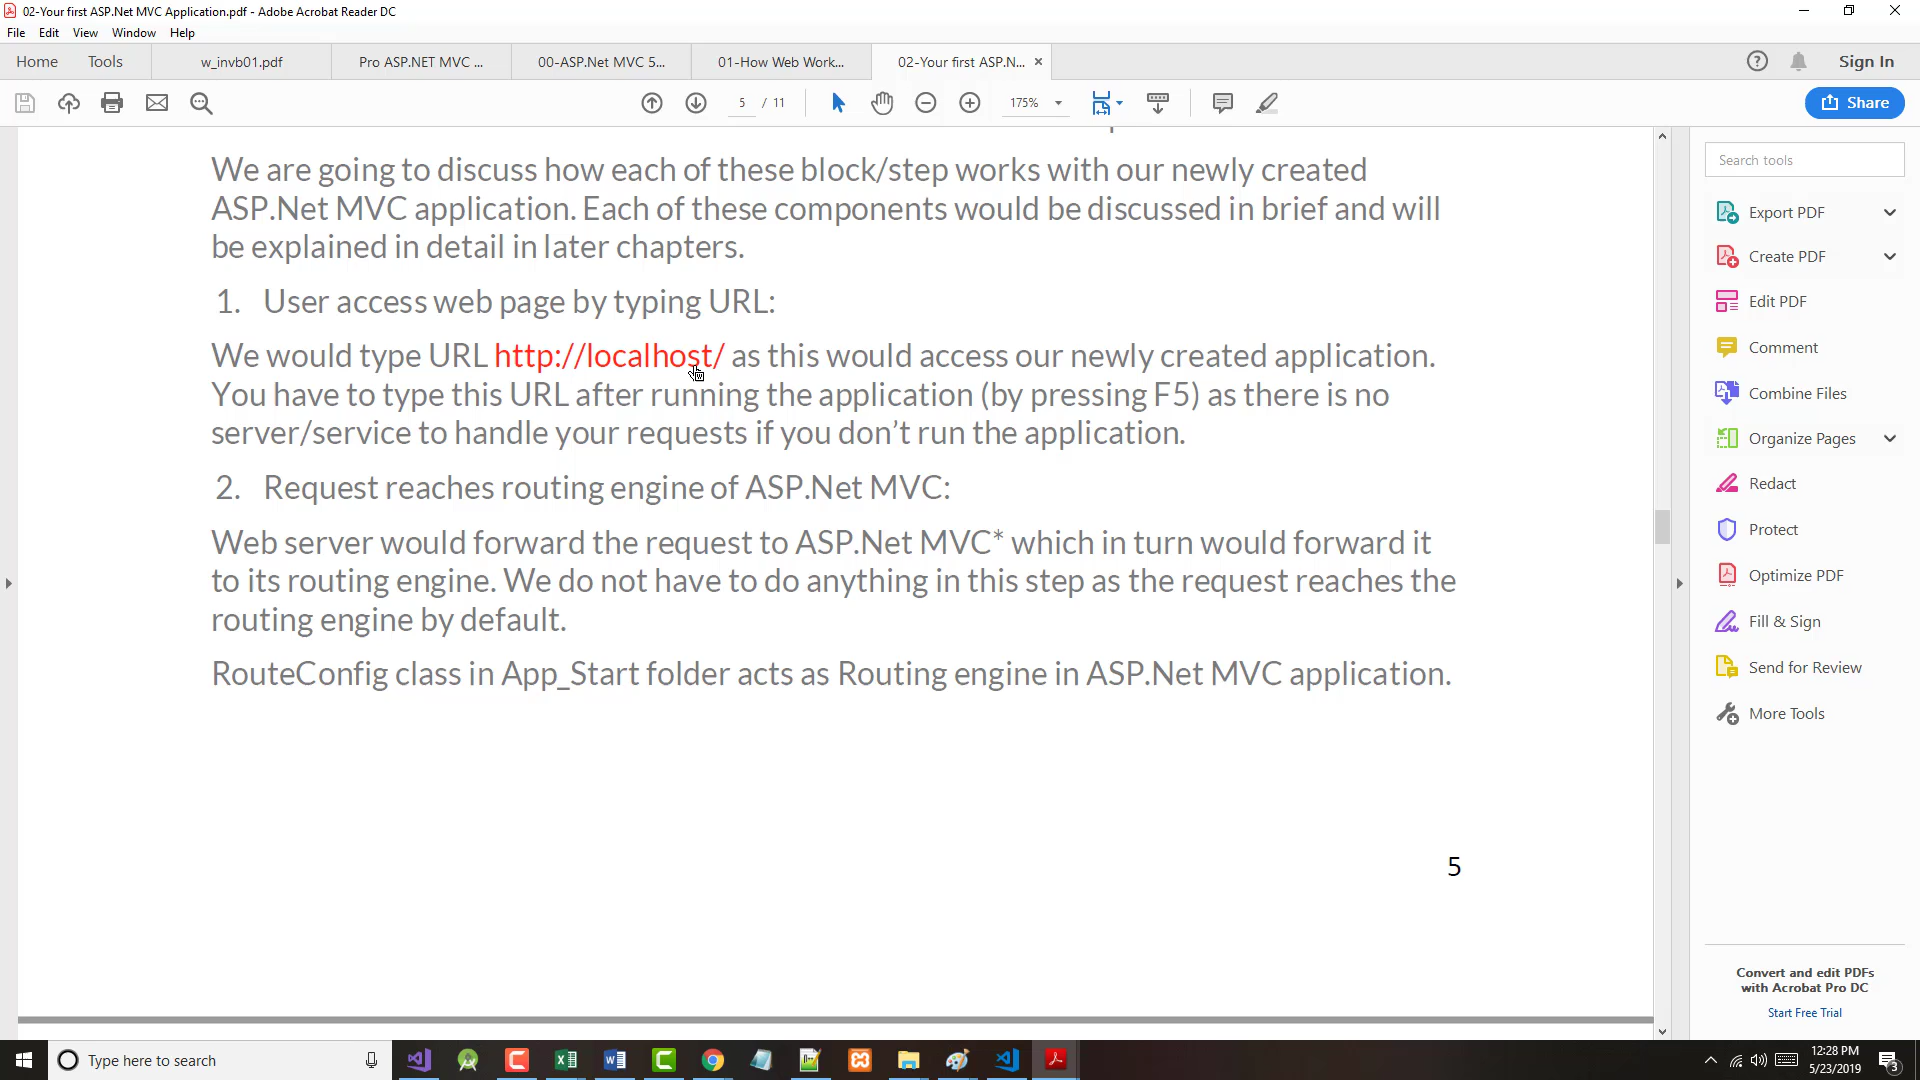 02-Your first ASP.Net MVC Application.pdf - Adobe Acrobat Reader DC
File Edit View Window Help
Home Tools w_invb01.pdf Pro ASP.NET MVC ... 00-ASP.Net MVC 5... 01-How Web Work... 02-Your first ASP.N... Sign In
5 / 11 175% Share
We are going to discuss how each of these block/step works with our newly created
ASP.Net MVC application. Each of these components would be discussed in brief and will
be explained in detail in later chapters.
1. User access web page by typing URL:
We would type URL http://localhost/ as this would access our newly created application.
You have to type this URL after running the application (by pressing F5) as there is no
server/service to handle your requests if you don't run the application.
2. Request reaches routing engine of ASP.Net MVC:
Web server would forward the request to ASP.Net MVC* which in turn would forward it
to its routing engine. We do not have to do anything in this step as the request reaches the
routing engine by default.
RouteConfig class in App_Start folder acts as Routing engine in ASP.Net MVC application.
5
Search tools
Export PDF
Create PDF
Edit PDF
Comment
Combine Files
Organize Pages
Redact
Protect
Optimize PDF
Fill & Sign
Send for Review
More Tools
Convert and edit PDFs
with Acrobat Pro DC
Start Free Trial
Type here to search
12:28 PM
5/23/2019
3